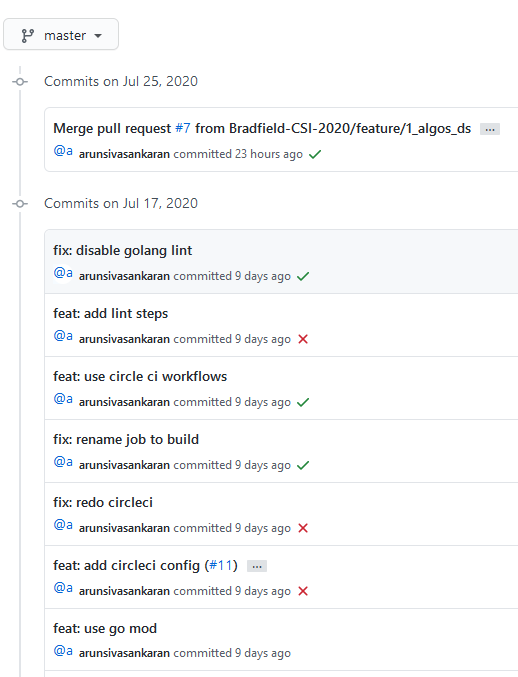 master
Commits on Jul 25, 2020
Merge pull request #7 from Bradfield-CSI-2020/feature/1_algos_ds ...
@a arunsivasankaran committed 23 hours ago
Commits on Jul 17, 2020
fix: disable golang lint
@a arunsivasankaran committed 9 days ago
feat: add lint steps
@a arunsivasankaran committed 9 days ago
feat: use circle ci workflows
@a arunsivasankaran committed 9 days ago
fix: rename job to build
@a arunsivasankaran committed 9 days ago
fix: redo circleci
@a arunsivasankaran committed 9 days ago
feat: add circleci config (#11) ...
@a arunsivasankaran committed 9 days ago
feat: use go mod
@a arunsivasankaran committed 9 days ago